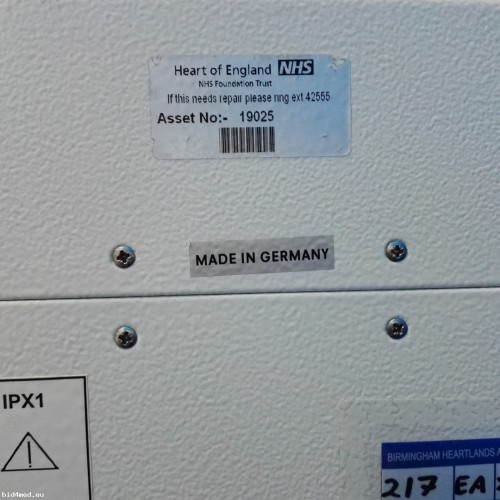 Heart of England NHS
NHS Foundation Trust
If this needs repair please ring ext 42555
Asset No:- 19025
MADE IN GERMANY
IPX1
BIRMINGHAM HEARTLANDS
217 EA
bid4med.eu